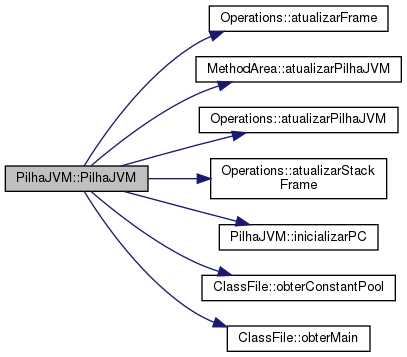 Operations::atualizarFrame
MethodArea::atualizarPilhaJVM
Operations::atualizarPilhaJVM
PilhaJVM::PilhaJVM
Operations::atualizarStack
Frame
PilhaJVM::inicializarPC
ClassFile::obterConstantPool
ClassFile::obterMain